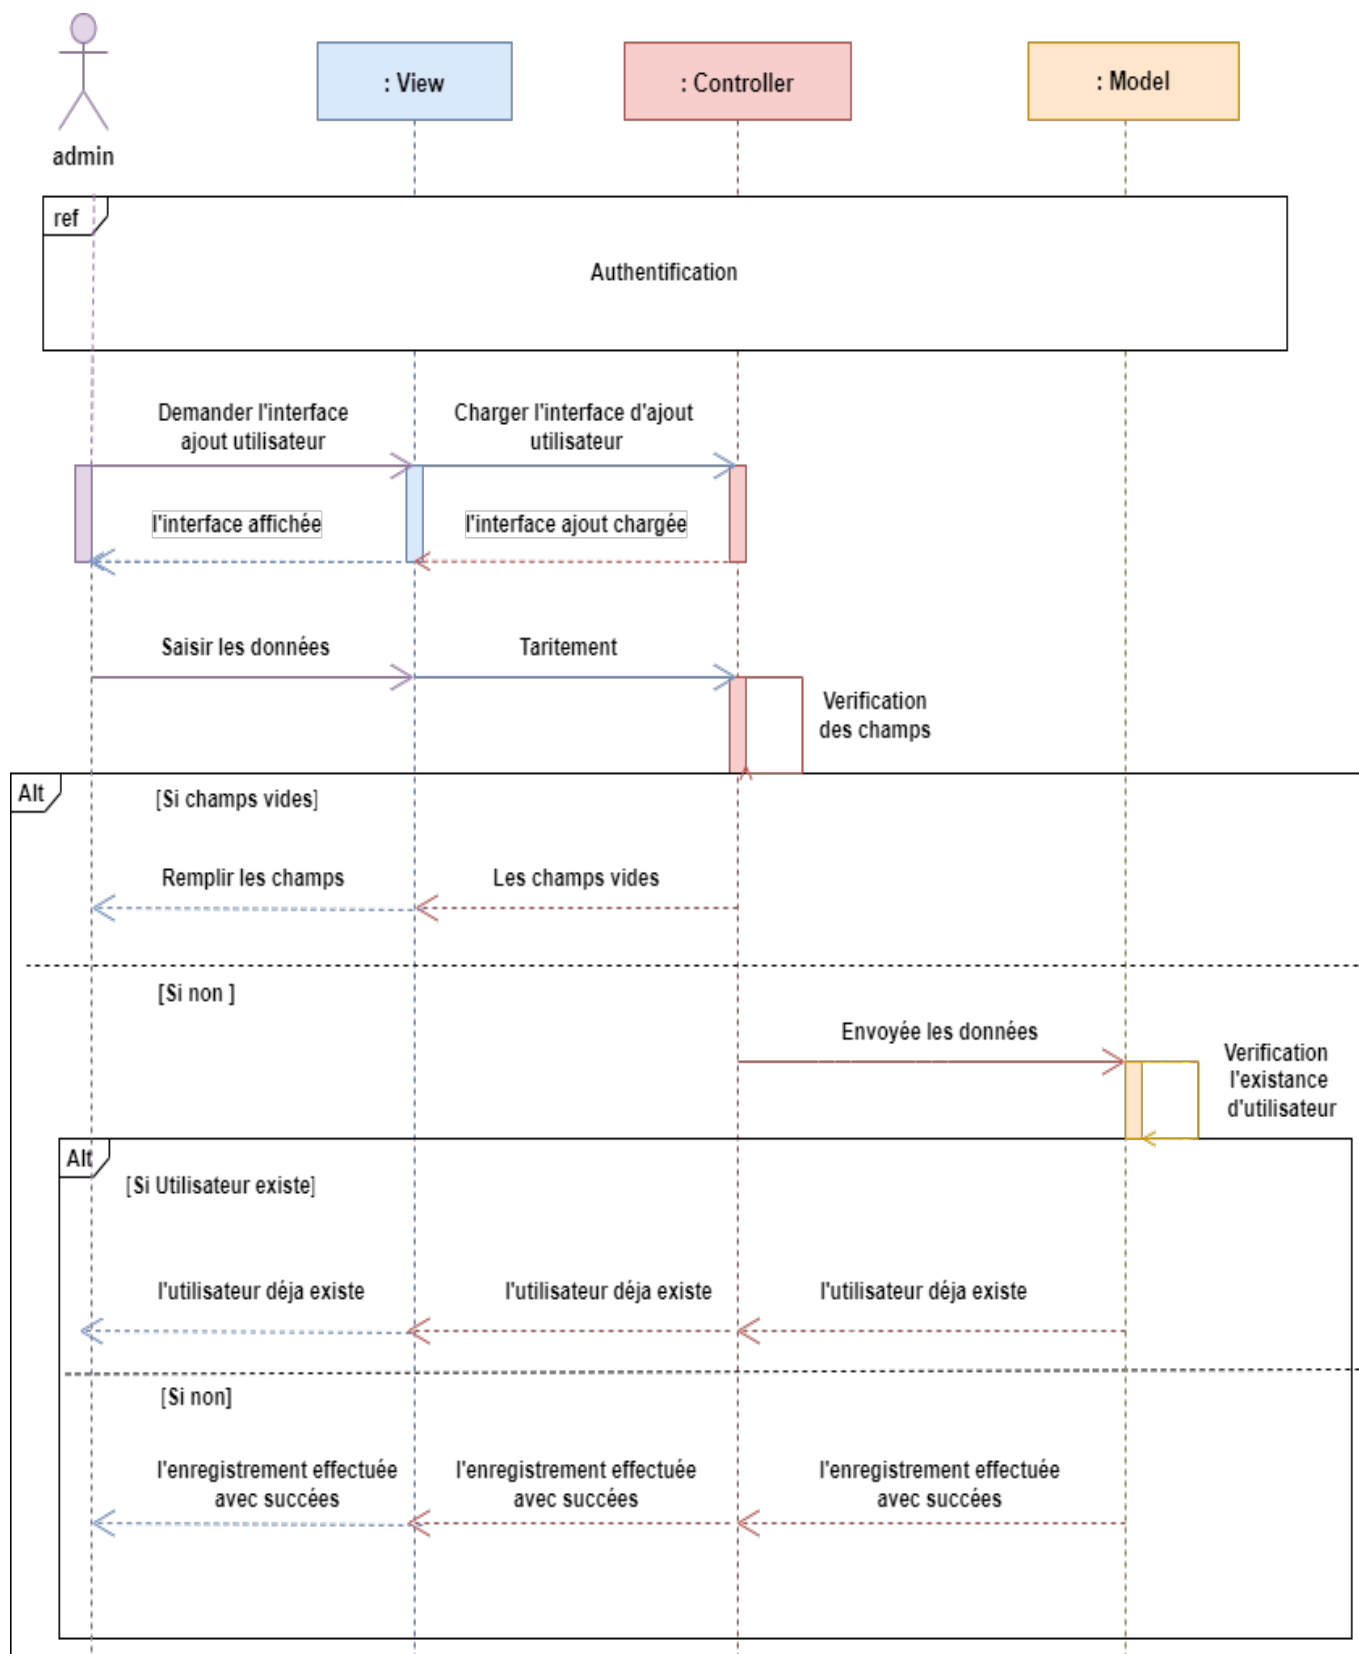 : View
: Controller
: Model
admin
ref
Authentification
Demander l'interface
ajout utilisateur
Charger l'interface d'ajout
utilisateur
l'interface affichée
l'interface ajout chargée
Saisir les données
Taritement
Verification
des champs
Alt
[Si champs vides]
Remplir les champs
Les champs vides
[Si non ]
Envoyée les données
Verification
l'existance
d'utilisateur
Alt
[Si Utilisateur existe]
l'utilisateur déja existe
l'utilisateur déja existe
l'utilisateur déja existe
[Si non]
l'enregistrement effectuée
avec succées
l'enregistrement effectuée
avec succées
l'enregistrement effectuée
avec succées